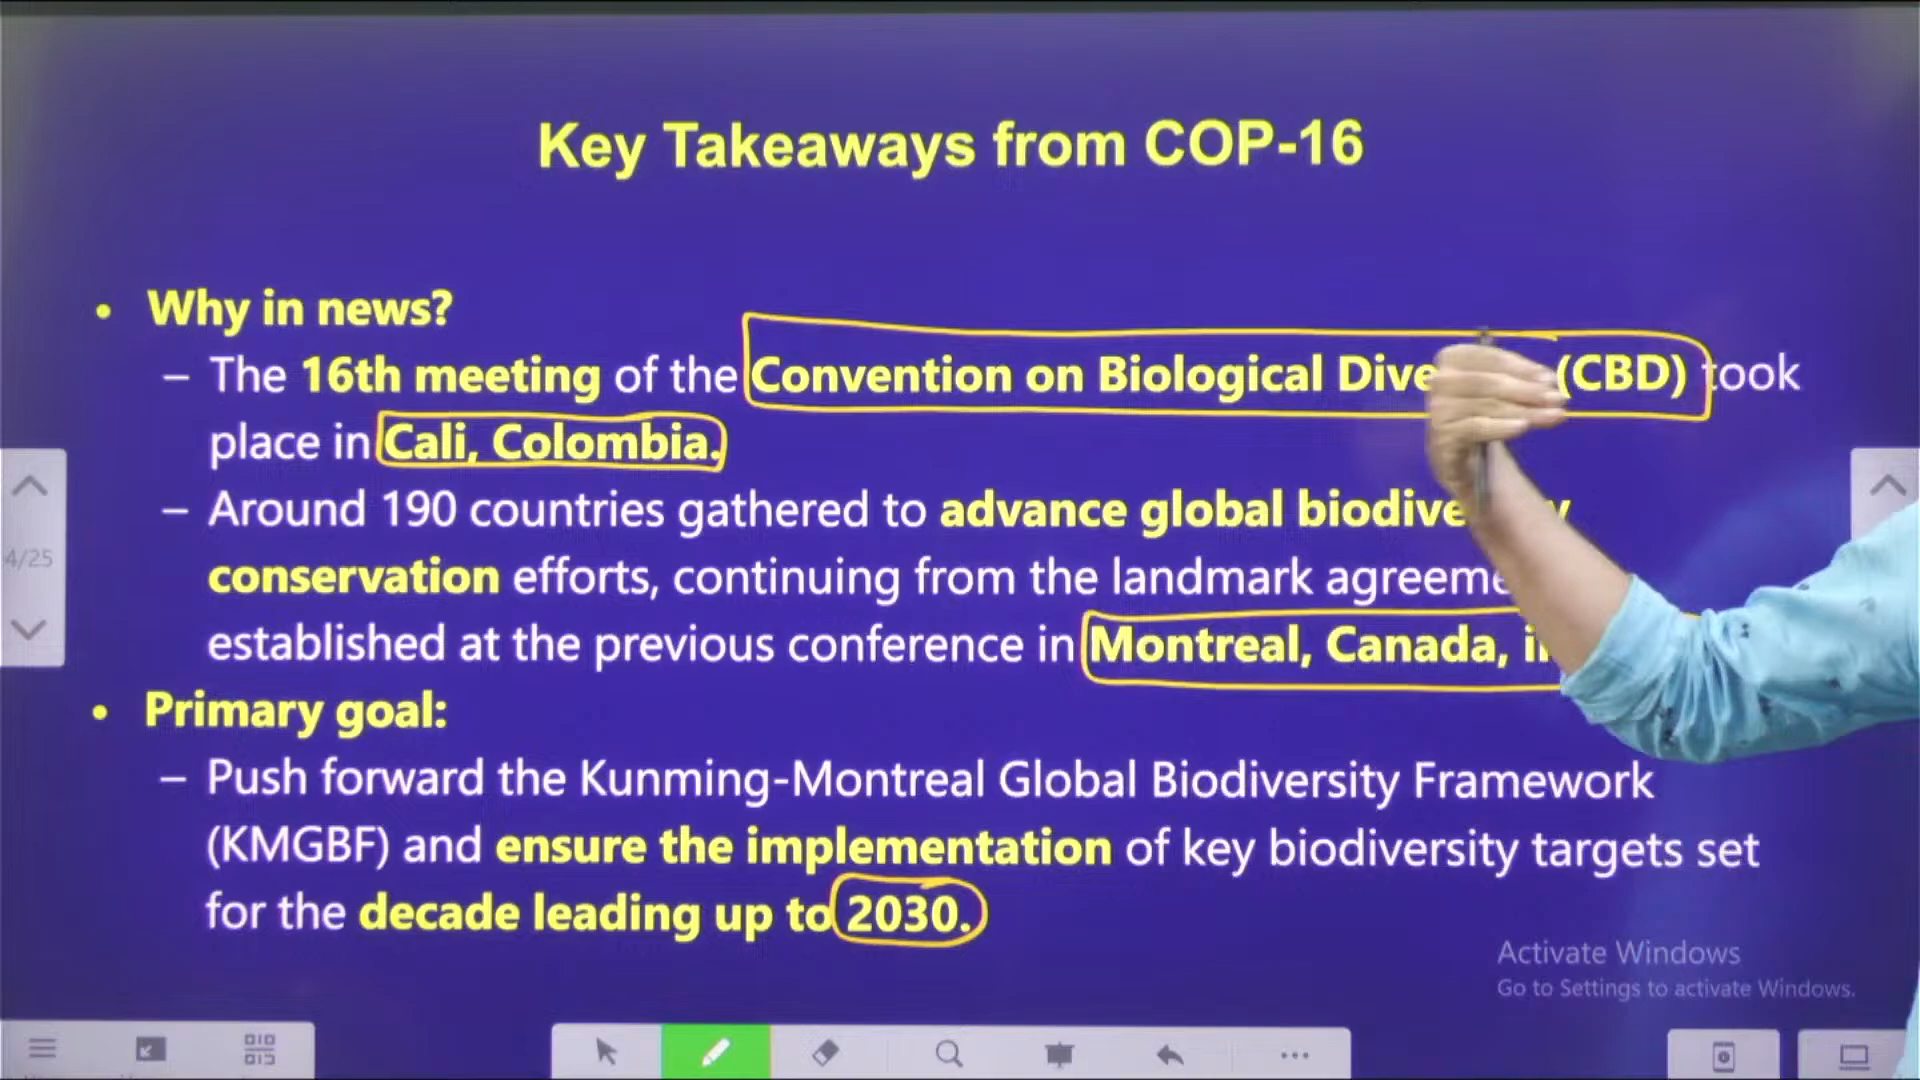 Key Takeaways from COP-16
• Why in news?
– The 16th meeting of the Convention on Biological (CBD) took
place in Cali, Colombia.
– Around 190 countries gathered to advance global
conservation efforts, continuing from the landmark
established at the previous conference in Montreal, Canada,
• Primary goal:
– Push forward the Kunming-Montreal Global Biodiversity Framework
(KMGBF) and ensure the implementation of key biodiversity targets set
for the decade leading up to 2030.
4/25
Activate Windows
Go to Settings to activate Windows.